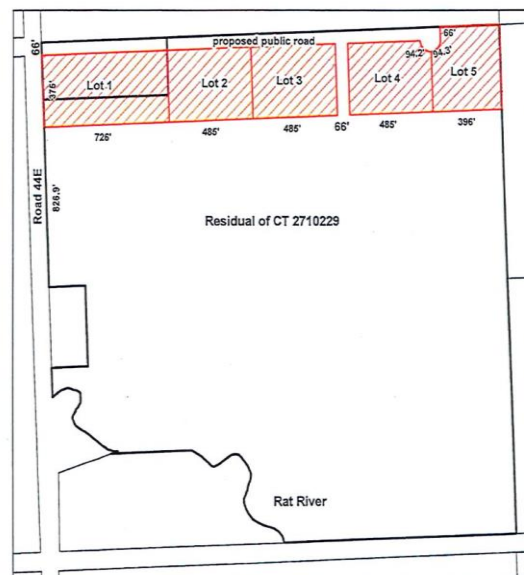 66'
proposed public road
66'
94.2'
94.3'
Lot 1
Lot 2
Lot 3
Lot 4
Lot 5
376'
726'
485'
485'
66'
485'
396'
Road 44E
826.9'
Residual of CT 2710229
Rat River